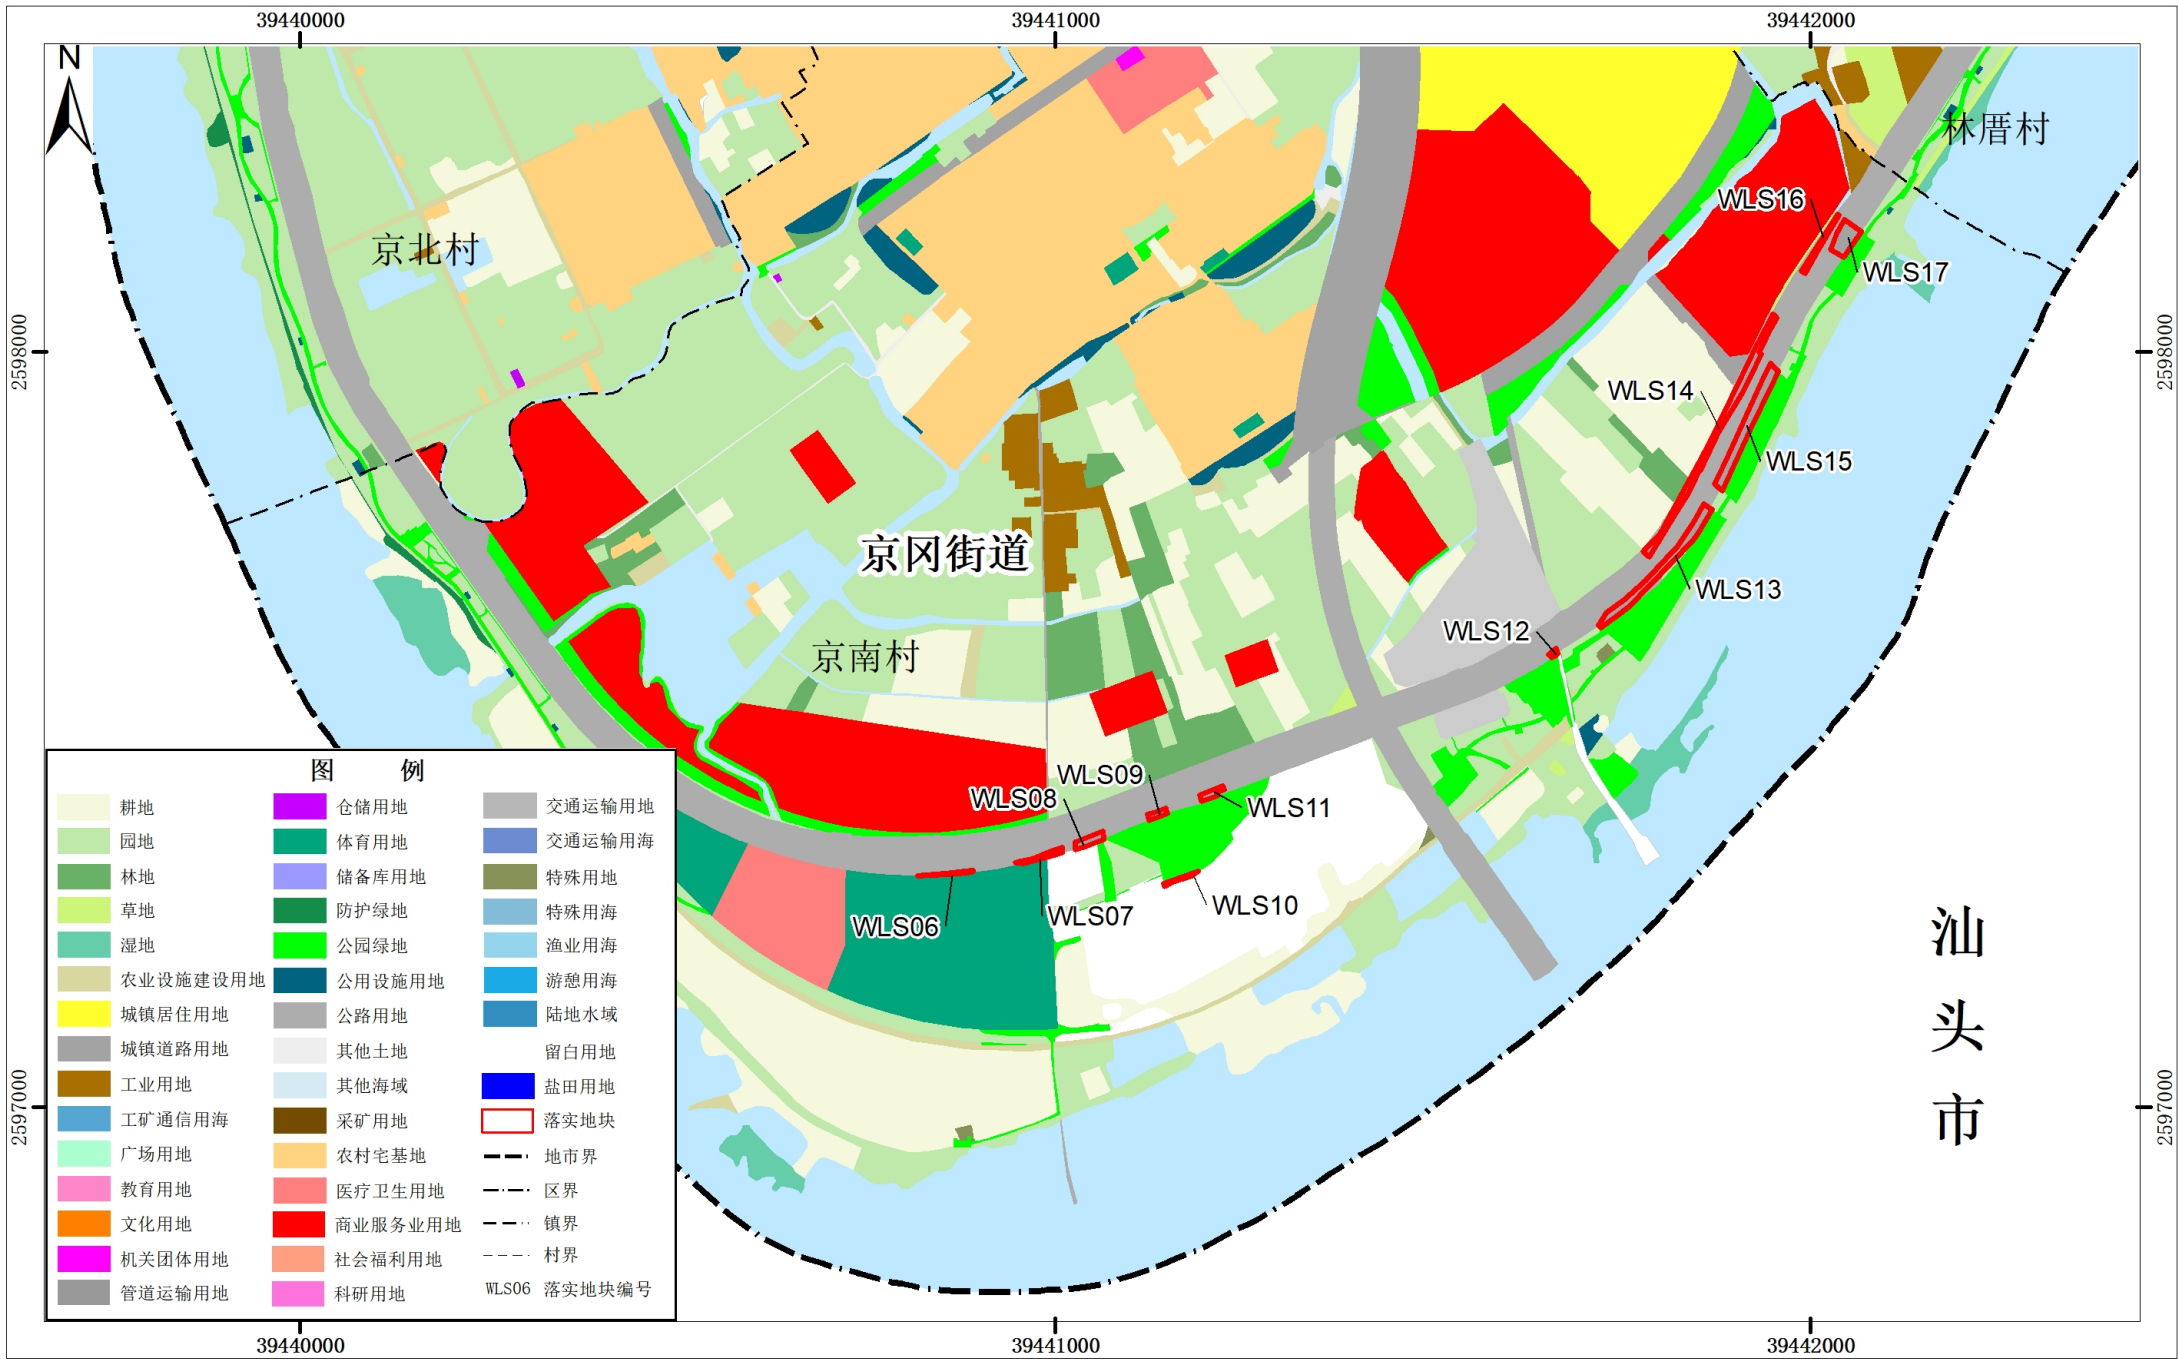 39440000
39441000
39442000
N
林厝村
WLS16
京北村
WLS17
2598000
2598000
WLS14
WLS15
京冈街道
WLS13
WLS12
京南村
WLS09
WLS08
WLS11
WLS10
WLS07
WLS06
汕头市
2597000
2597000
图 例
耕地
园地
林地
草地
湿地
农业设施建设用地
城镇居住用地
城镇道路用地
工业用地
工矿通信用海
广场用地
教育用地
文化用地
机关团体用地
管道运输用地
仓储用地
体育用地
储备库用地
防护绿地
公园绿地
公用设施用地
公路用地
其他土地
其他海域
采矿用地
农村宅基地
医疗卫生用地
商业服务业用地
社会福利用地
科研用地
交通运输用地
交通运输用海
特殊用地
特殊用海
渔业用海
游憩用海
陆地水域
留白用地
盐田用地
落实地块
地市界
区界
镇界
村界
WLS06 落实地块编号
39440000
39441000
39442000